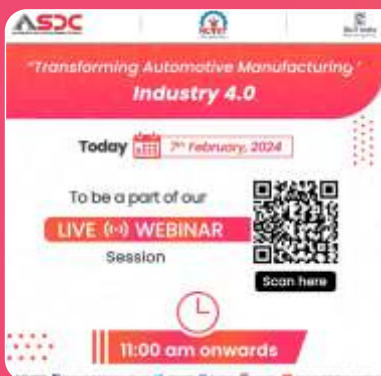 ASDC
"Transforming Automotive Manufacturing'
Industry 4.0
Today 7th February, 2024
To be a part of our
LIVE WEBINAR
Session
Scan here
11:00 am onwards